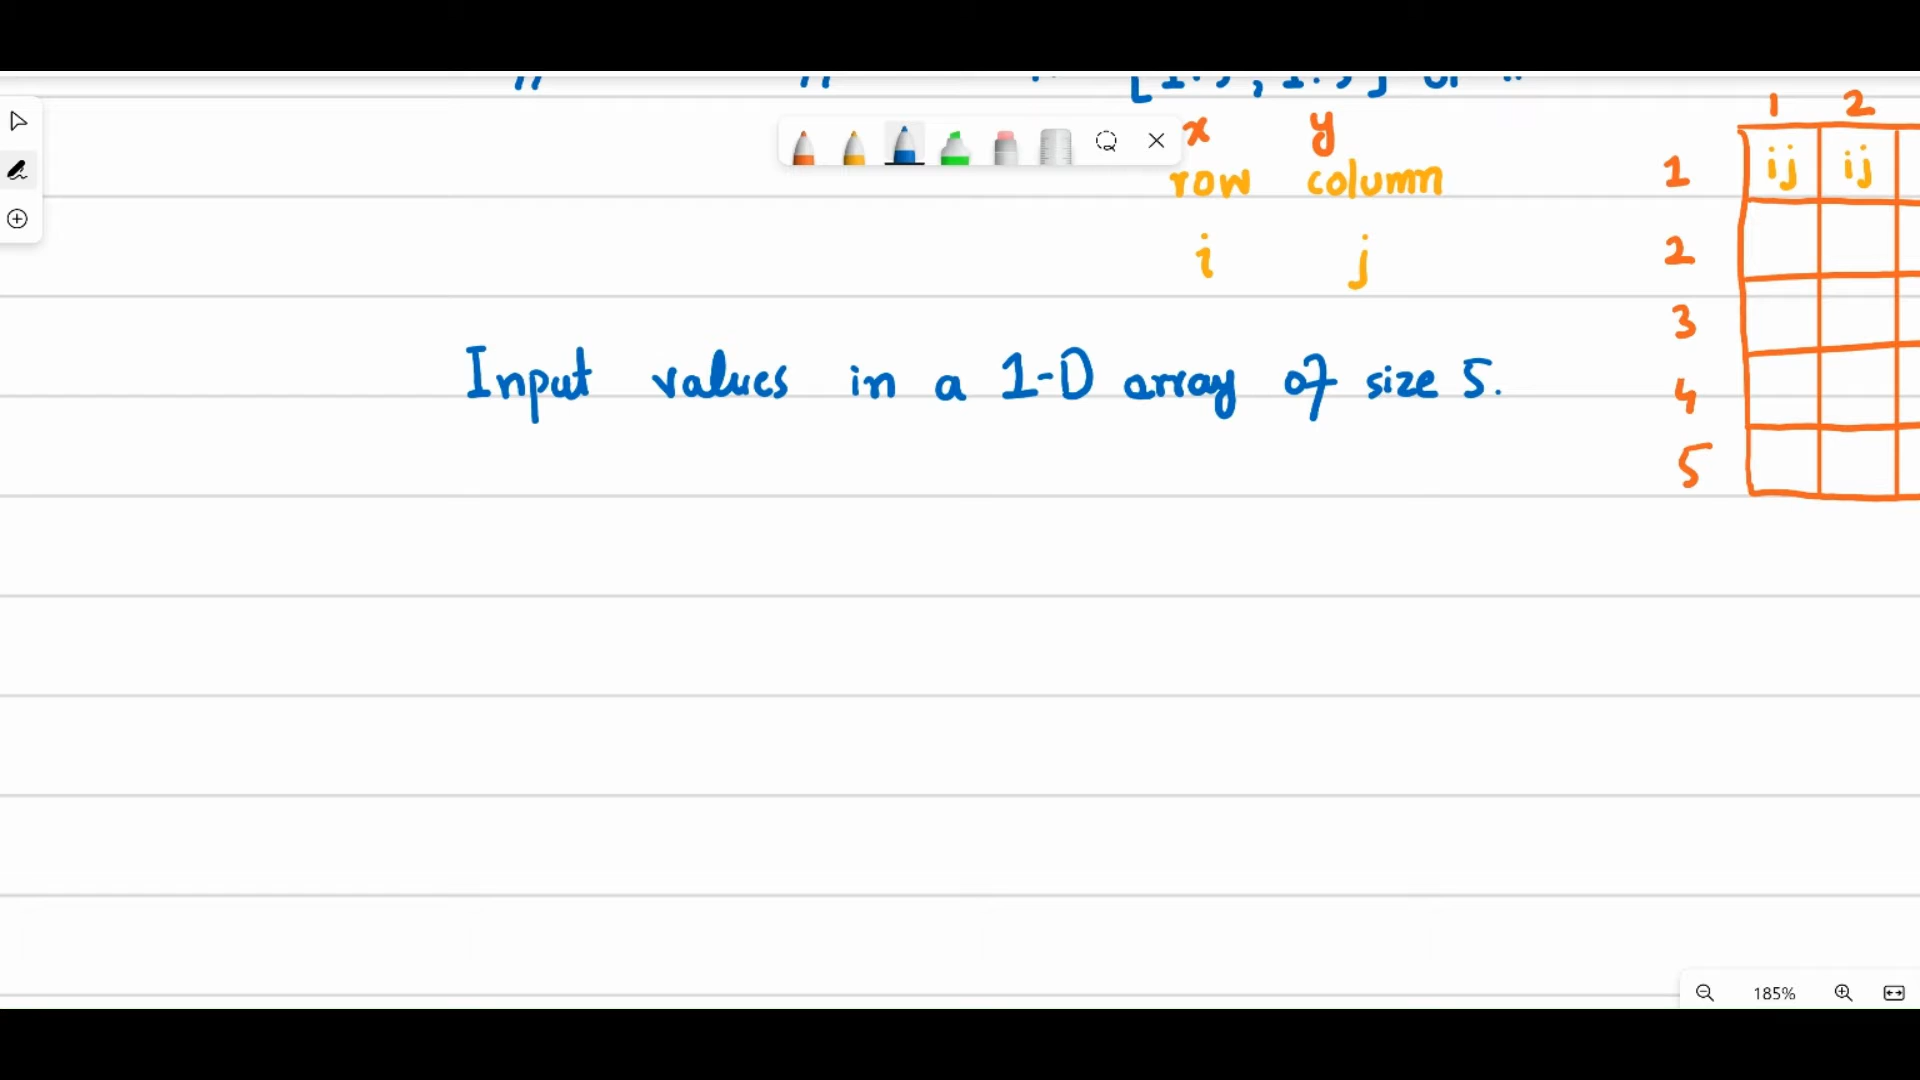 1 2
x y
row column
1 ij ij
i j
2
3
Input values in a 1-D array of size 5.
4
5
185%